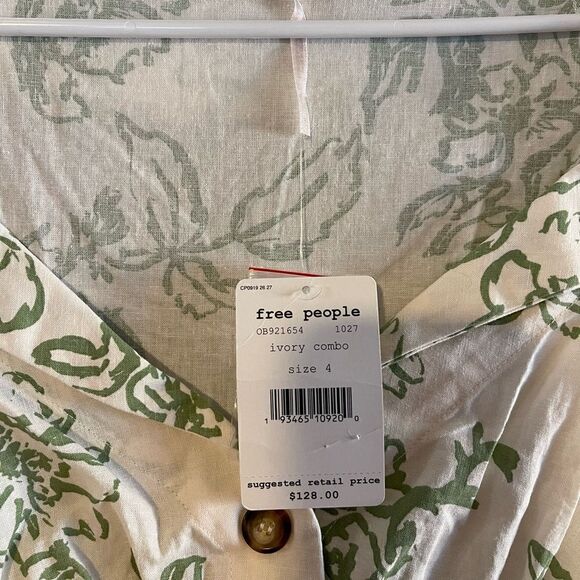 CP0919 26.27
free people
OB921654 1027
ivory combo
size 4
1 93465 10920 0
suggested retail price
$128.00